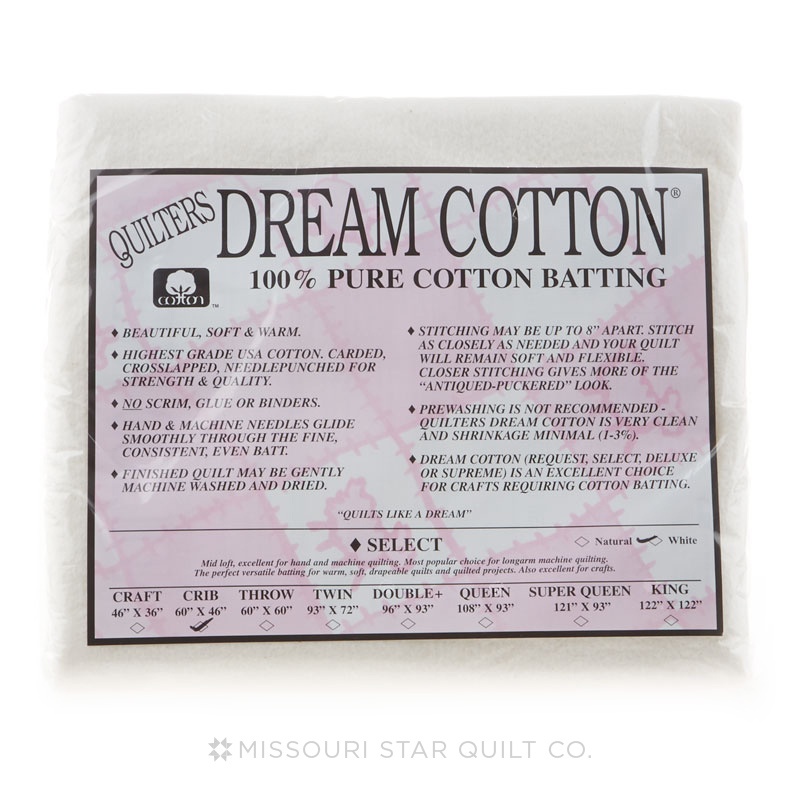 QUILTERS DREAM COTTON®
100% PURE COTTON BATTING
cotton ™
♦ BEAUTIFUL, SOFT & WARM.
♦ HIGHEST GRADE USA COTTON. CARDED,
CROSSLAPPED, NEEDLEPUNCHED FOR
STRENGTH & QUALITY.
♦ NO SCRIM, GLUE OR BINDERS.
♦ HAND & MACHINE NEEDLES GLIDE
SMOOTHLY THROUGH THE FINE,
CONSISTENT, EVEN BATT.
♦ FINISHED QUILT MAY BE GENTLY
MACHINE WASHED AND DRIED.
♦ STITCHING MAY BE UP TO 8" APART. STITCH
AS CLOSELY AS NEEDED AND YOUR QUILT
WILL REMAIN SOFT AND FLEXIBLE.
CLOSER STITCHING GIVES MORE OF THE
"ANTIQUED-PUCKERED" LOOK.
♦ PREWASHING IS NOT RECOMMENDED -
QUILTERS DREAM COTTON IS VERY CLEAN
AND SHRINKAGE MINIMAL (1-3%).
♦ DREAM COTTON (REQUEST, SELECT, DELUXE
OR SUPREME) IS AN EXCELLENT CHOICE
FOR CRAFTS REQUIRING COTTON BATTING.
"QUILTS LIKE A DREAM"
♦ SELECT ◇ Natural ◇ White
Mid loft, excellent for hand and machine quilting. Most popular choice for longarm machine quilting.
The perfect versatile batting for warm, soft, drapeable quilts and quilted projects. Also excellent for crafts.
CRAFT CRIB THROW TWIN DOUBLE+ QUEEN SUPER QUEEN KING
46" X 36" 60" X 46" 60" X 60" 93" X 72" 96" X 93" 108" X 93" 121" X 93" 122" X 122"
MISSOURI STAR QUILT CO.